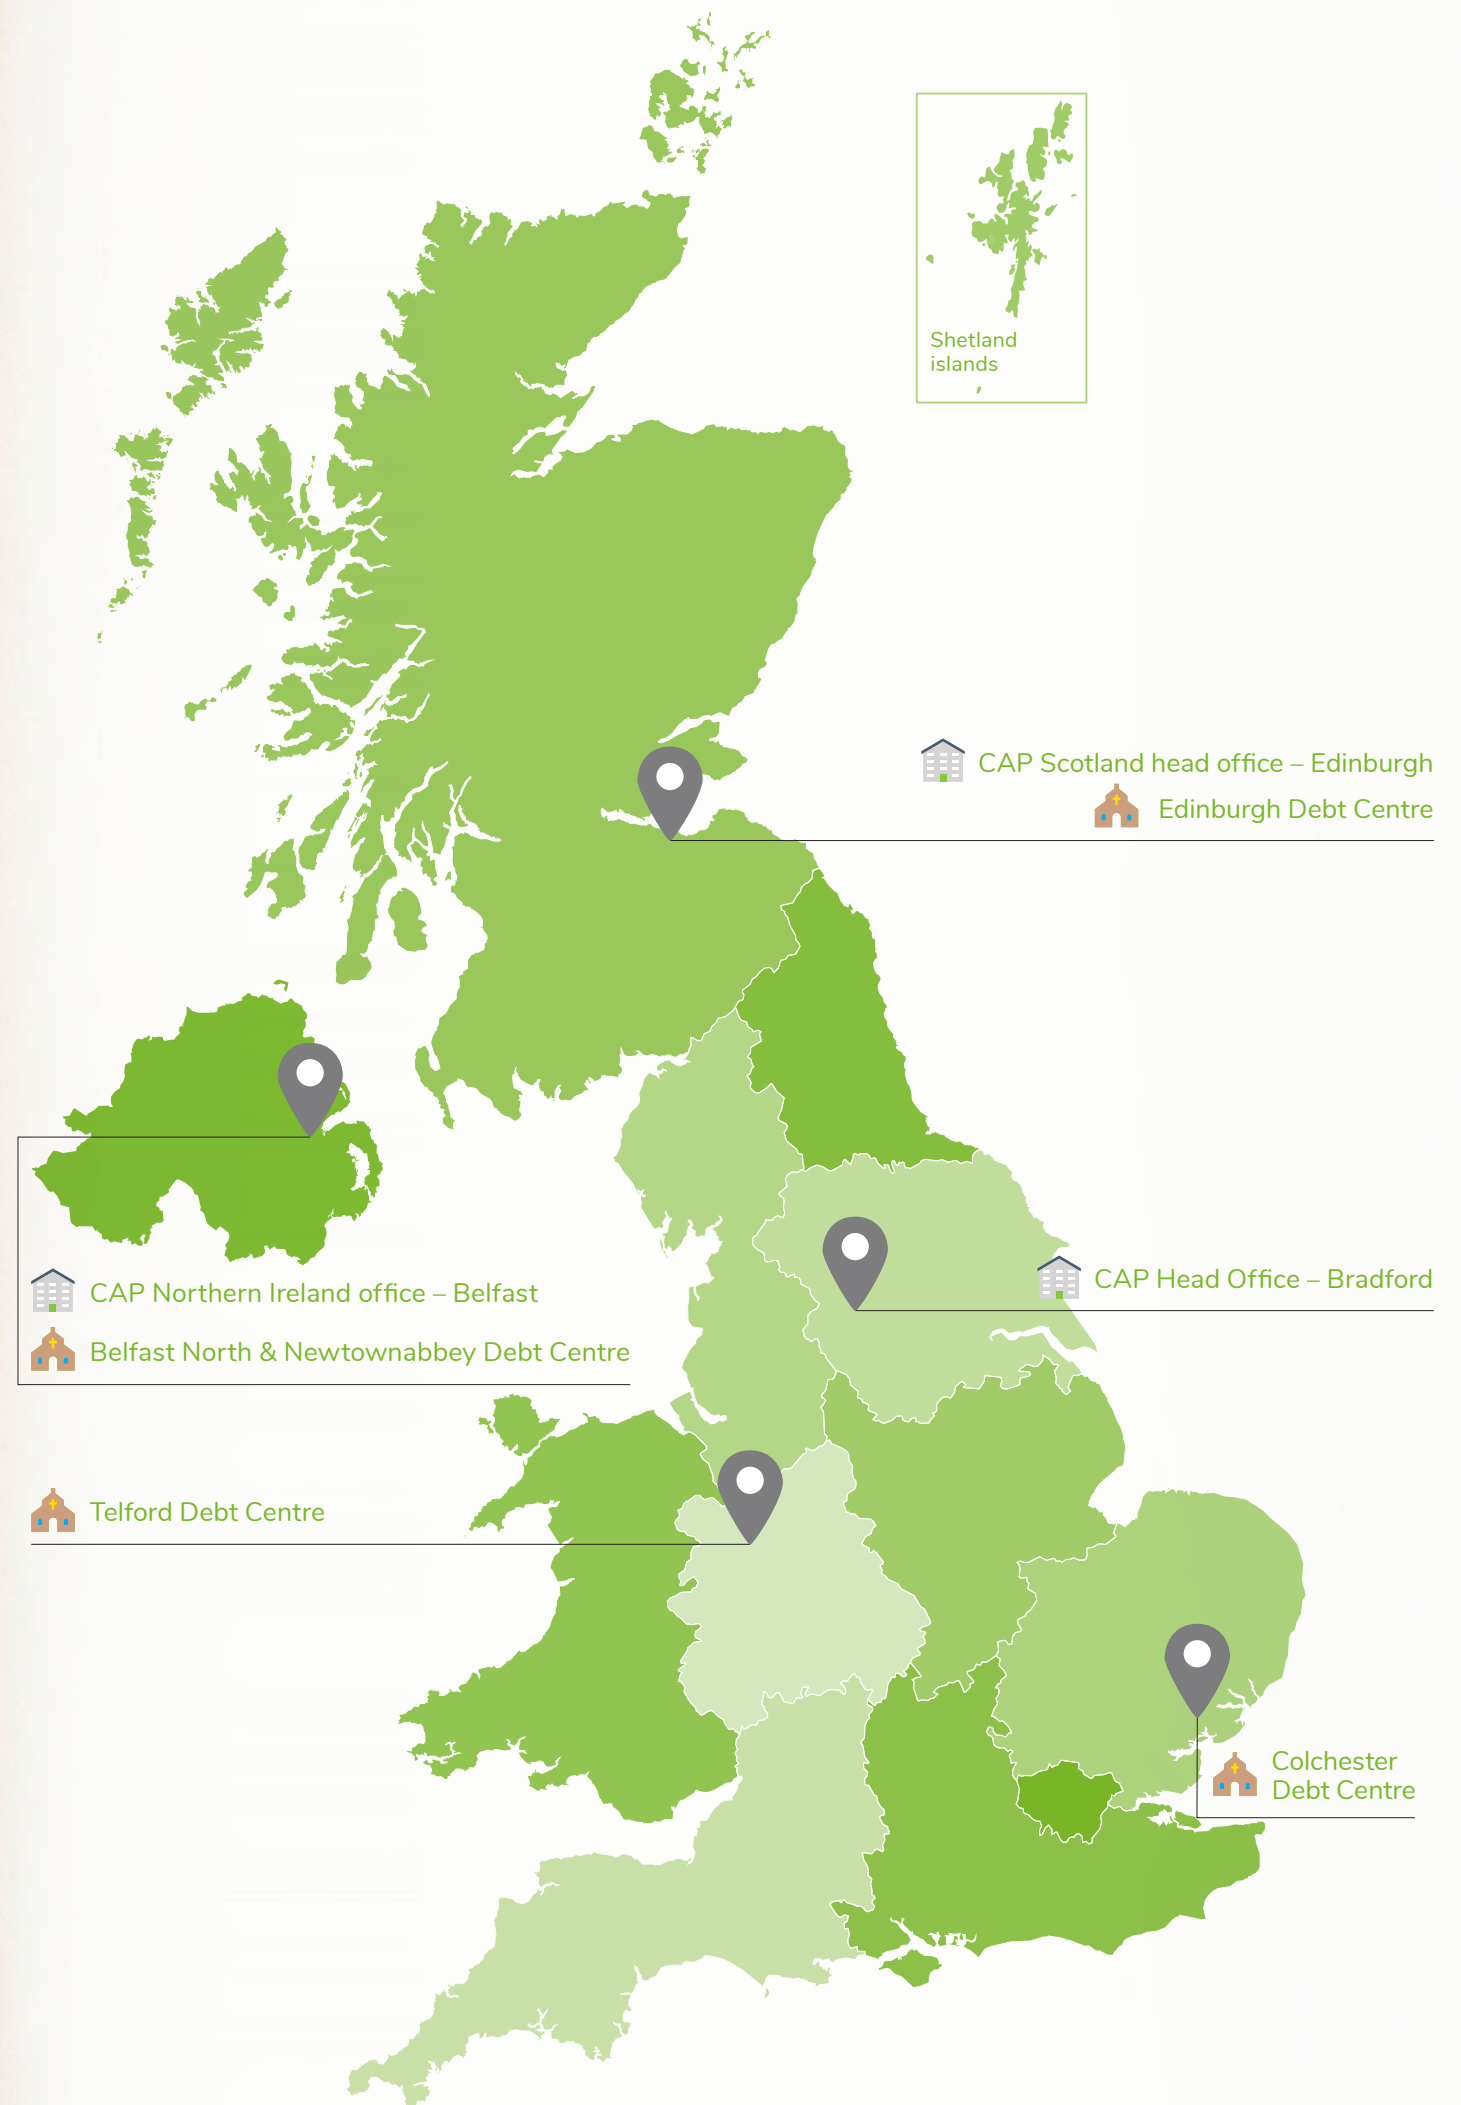 Shetland
islands
CAP Scotland head office – Edinburgh
Edinburgh Debt Centre
CAP Head Office – Bradford
CAP Northern Ireland office – Belfast
Belfast North & Newtownabbey Debt Centre
Telford Debt Centre
Colchester
Debt Centre